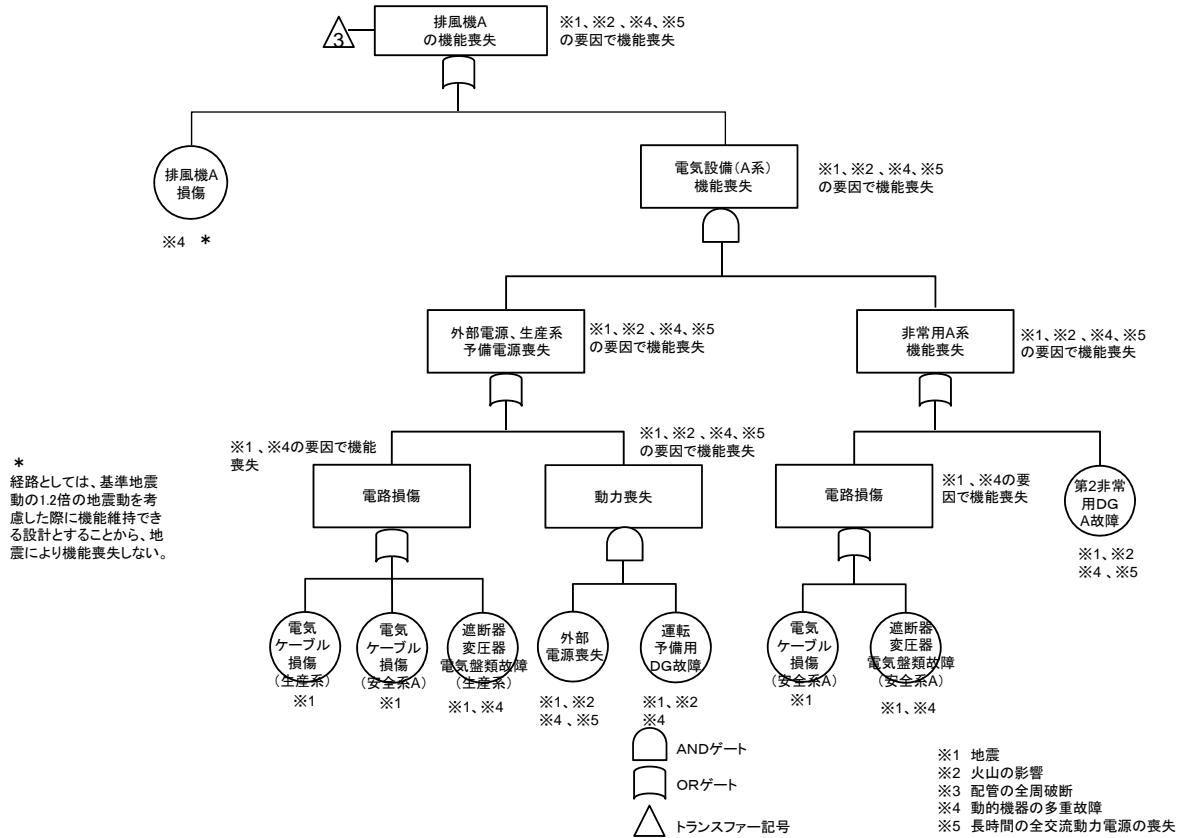 3
排風機A
の機能喪失
※1、※2 、※4、※5
の要因で機能喪失
排風機A
損傷
※4 *
電気設備(A系)
機能喪失
※1、※2 、※4、※5
の要因で機能喪失
外部電源、生産系
予備電源喪失
※1、※2 、※4、※5
の要因で機能喪失
非常用A系
機能喪失
※1、※2 、※4、※5
の要因で機能喪失
※1 、※4の要因で機能
喪失
電路損傷
※1、※2 、※4、※5
の要因で機能喪失
動力喪失
電路損傷
※1 、※4の要
因で機能喪失
第2非常
用DG
A故障
※1、※2
※4 、※5
*
経路としては、基準地震
動の1.2倍の地震動を考
慮した際に機能維持でき
る設計とすることから、地
震により機能喪失しない。
電気
ケーブル
損傷
(生産系)
※1
電気
ケーブル
損傷
(安全系A)
※1
遮断器
変圧器
電気盤類故障
(生産系)
※1、※4
外部
電源喪失
※1、※2
※4 、※5
運転
予備用
DG故障
※1、※2
※4
電気
ケーブル
損傷
(安全系A)
※1
遮断器
変圧器
電気盤類故障
(安全系A)
※1、※4
ANDゲート
ORゲート
トランスファー記号
※1 地震
※2 火山の影響
※3 配管の全周破断
※4 動的機器の多重故障
※5 長時間の全交流動力電源の喪失